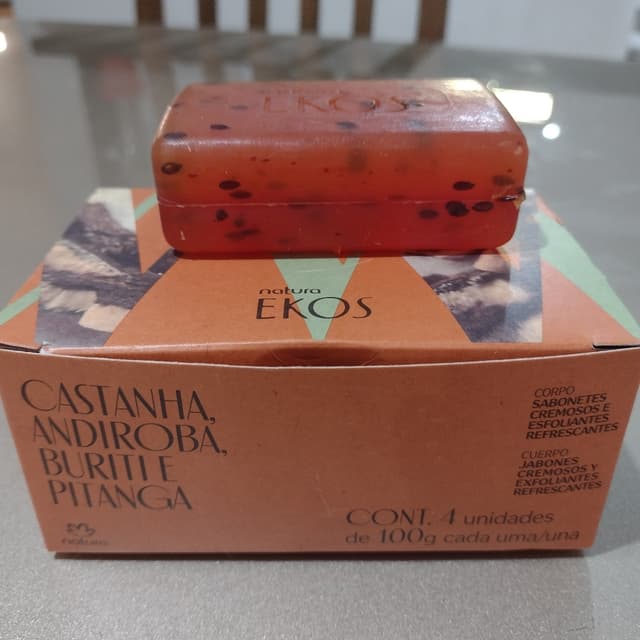 EKOS
natura
EKOS
CASTANHA,
ANDIROBA,
BURITI E
PITANGA
natura
CORPO
SABONETES
CREMOSOS E
ESFOLIANTES
REFRESCANTES
CUERPO
JABONES
CREMOSOS Y
EXFOLIANTES
REFRESCANTES
CONT. 4 unidades
de 100g cada uma/una